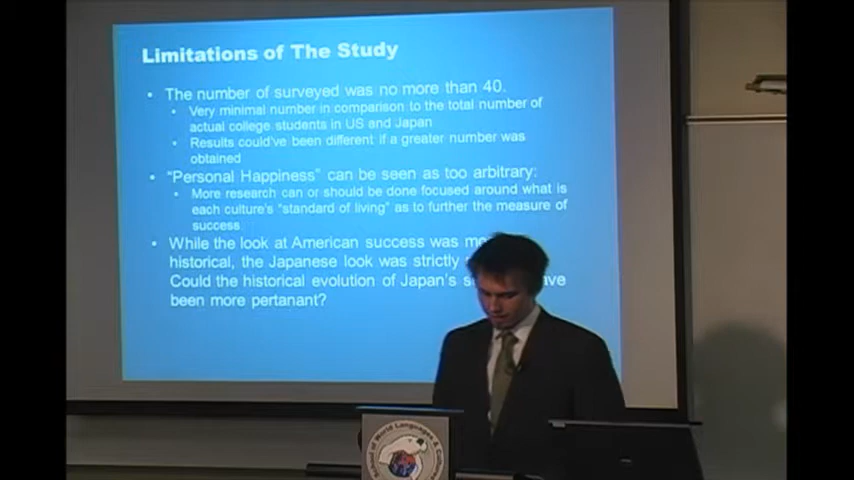 Limitations of The Study
• The number of surveyed was no more than 40.
• Very minimal number in comparison to the total number of
actual college students in US and Japan
• Results could've been different if a greater number was
obtained
• "Personal Happiness" can be seen as too arbitrary:
• More research can or should be done focused around what is
each culture's "standard of living" as to further the measure of
success
• While the look at American success was
historical, the Japanese look was strictly
Could the historical evolution of Japan's
been more pertanant?
School of World Languages &